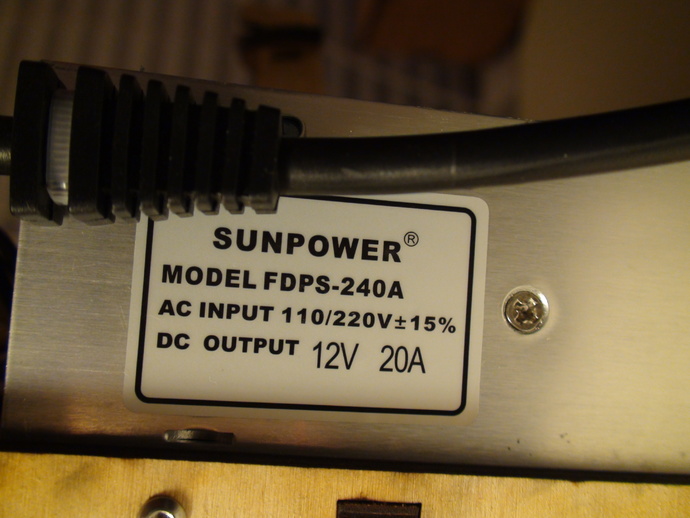 SUNPOWER®
MODEL FDPS-240A
AC INPUT 110/220V±15%
DC OUTPUT 12V 20A